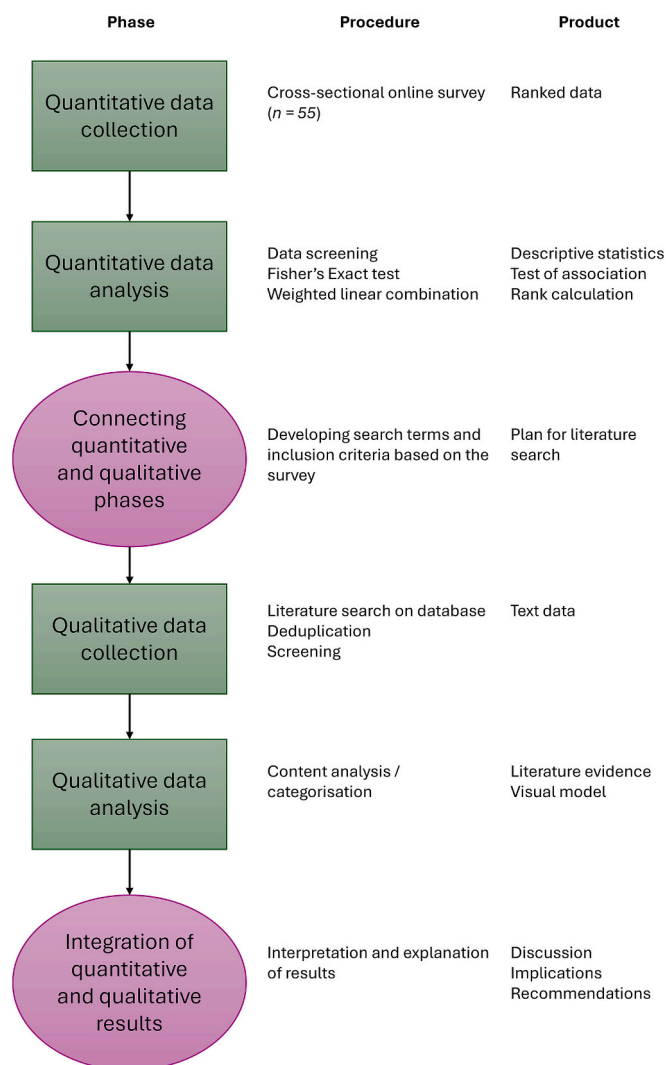 Phase Procedure Product
Quantitative data
collection
Cross-sectional online survey
(n = 55)
Ranked data
Quantitative data
analysis
Data screening
Fisher’s Exact test
Weighted linear combination
Descriptive statistics
Test of association
Rank calculation
Connecting
quantitative
and qualitative
phases
Developing search terms and
inclusion criteria based on the
survey
Plan for literature
search
Qualitative data
collection
Literature search on database
Deduplication
Screening
Text data
Qualitative data
analysis
Content analysis /
categorisation
Literature evidence
Visual model
Integration of
quantitative
and qualitative
results
Interpretation and explanation
of results
Discussion
Implications
Recommendations